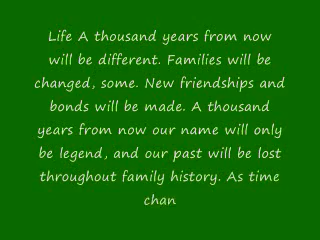 Life A thousand years from now
will be different. Families will be
changed, some. New friendships and
bonds will be made. A thousand
years from now our name will only
be legend, and our past will be lost
throughout family history. As time
chan